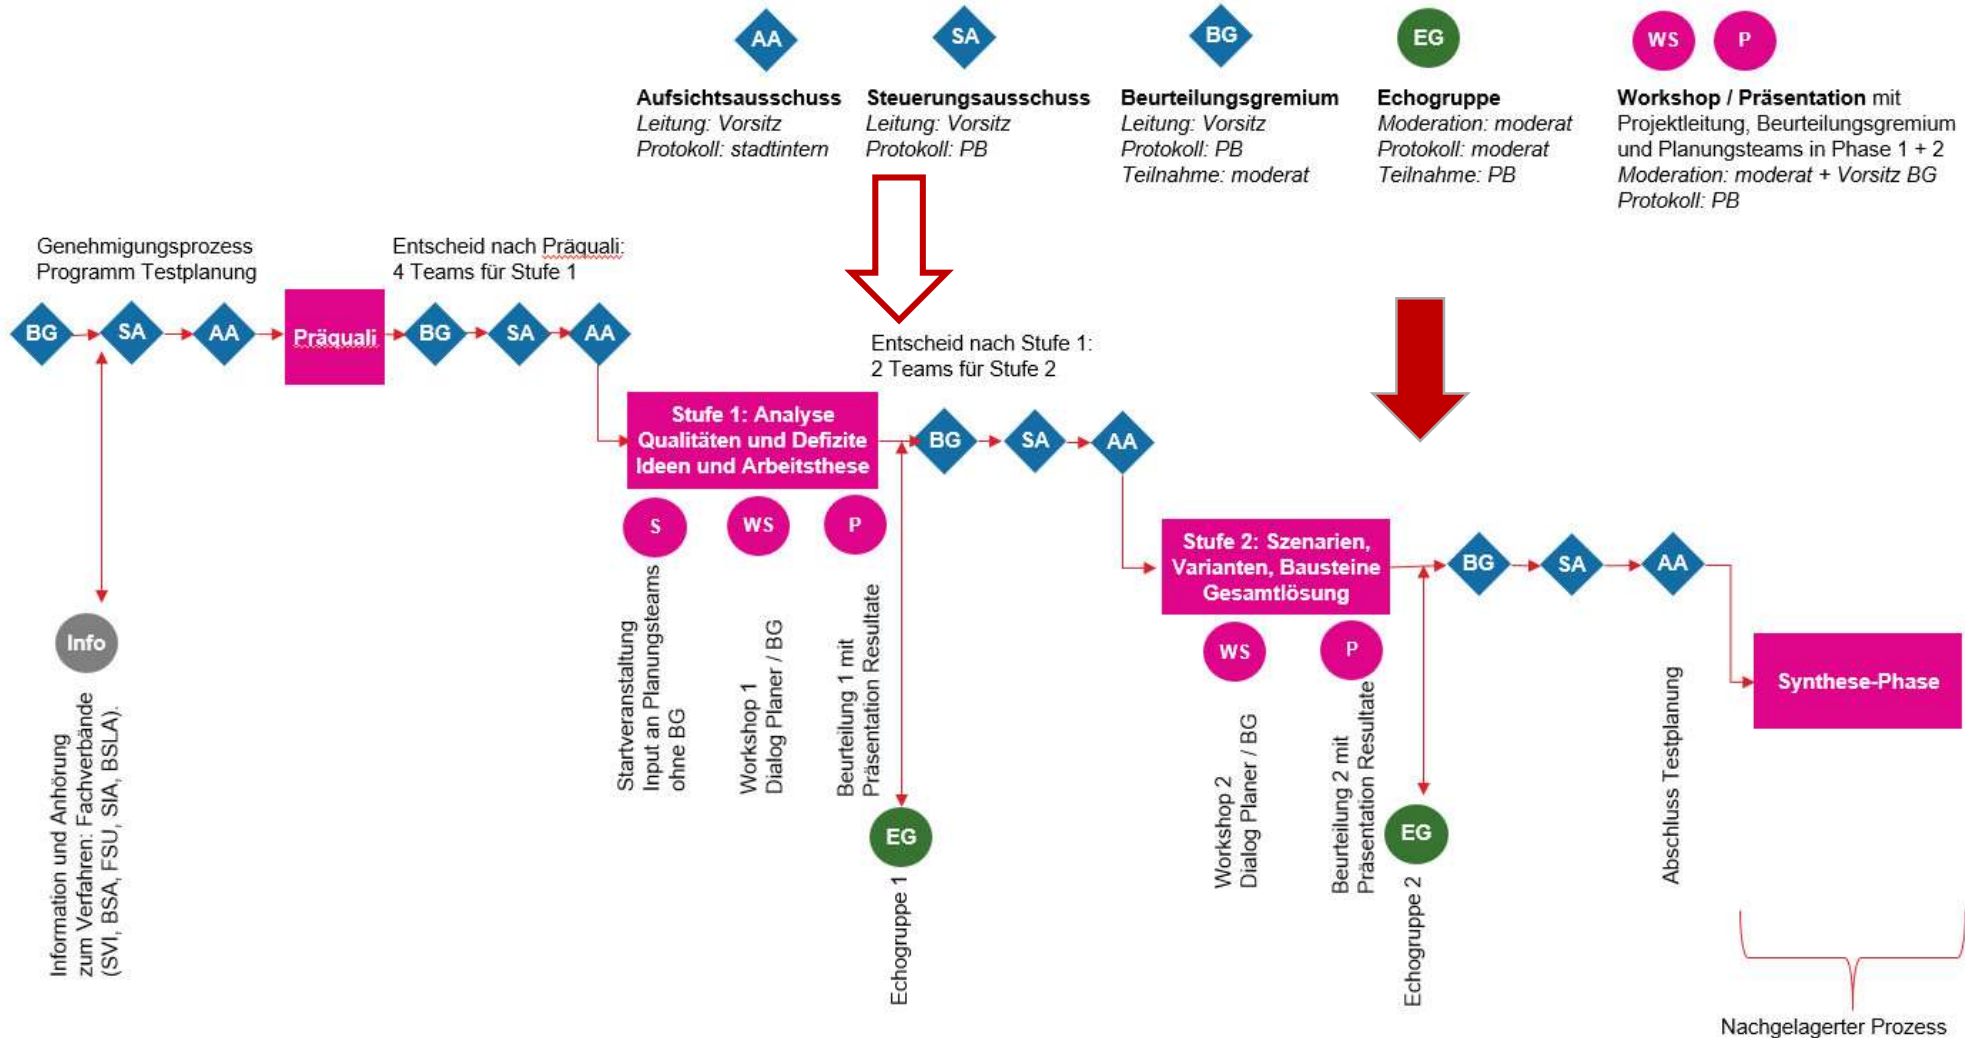 AA
SA
BG
EG
WS
P
Aufsichtsausschuss
Leitung: Vorsitz
Protokoll: stadtintern
Steuerungsausschuss
Leitung: Vorsitz
Protokoll: PB
Beurteilungsgremium
Leitung: Vorsitz
Protokoll: PB
Teilnahme: moderat
Echogruppe
Moderation: moderat
Protokoll: moderat
Teilnahme: PB
Workshop / Präsentation mit
Projektleitung, Beurteilungsgremium
und Planungsteams in Phase 1 + 2
Moderation: moderat + Vorsitz BG
Protokoll: PB
Genehmigungsprozess
Programm Testplanung
BG
SA
AA
Präquali
Entscheid nach Präquali:
4 Teams für Stufe 1
BG
SA
AA
Info
Information und Anhörung
zum Verfahren: Fachverbände
(SVI, BSA, FSU, SIA, BSLA).
Stufe 1: Analyse
Qualitäten und Defizite
Ideen und Arbeitsthese
S
WS
P
Startveranstaltung
Input an Planungsteams
ohne BG
Workshop 1
Dialog Planer / BG
Beurteilung 1 mit
Präsentation Resultate
EG
Echogruppe 1
Entscheid nach Stufe 1:
2 Teams für Stufe 2
BG
SA
AA
Stufe 2: Szenarien,
Varianten, Bausteine
Gesamtlösung
WS
P
Workshop 2
Dialog Planer / BG
Beurteilung 2 mit
Präsentation Resultate
EG
Echogruppe 2
BG
SA
AA
Abschluss Testplanung
Synthese-Phase
Nachgelagerter Prozess